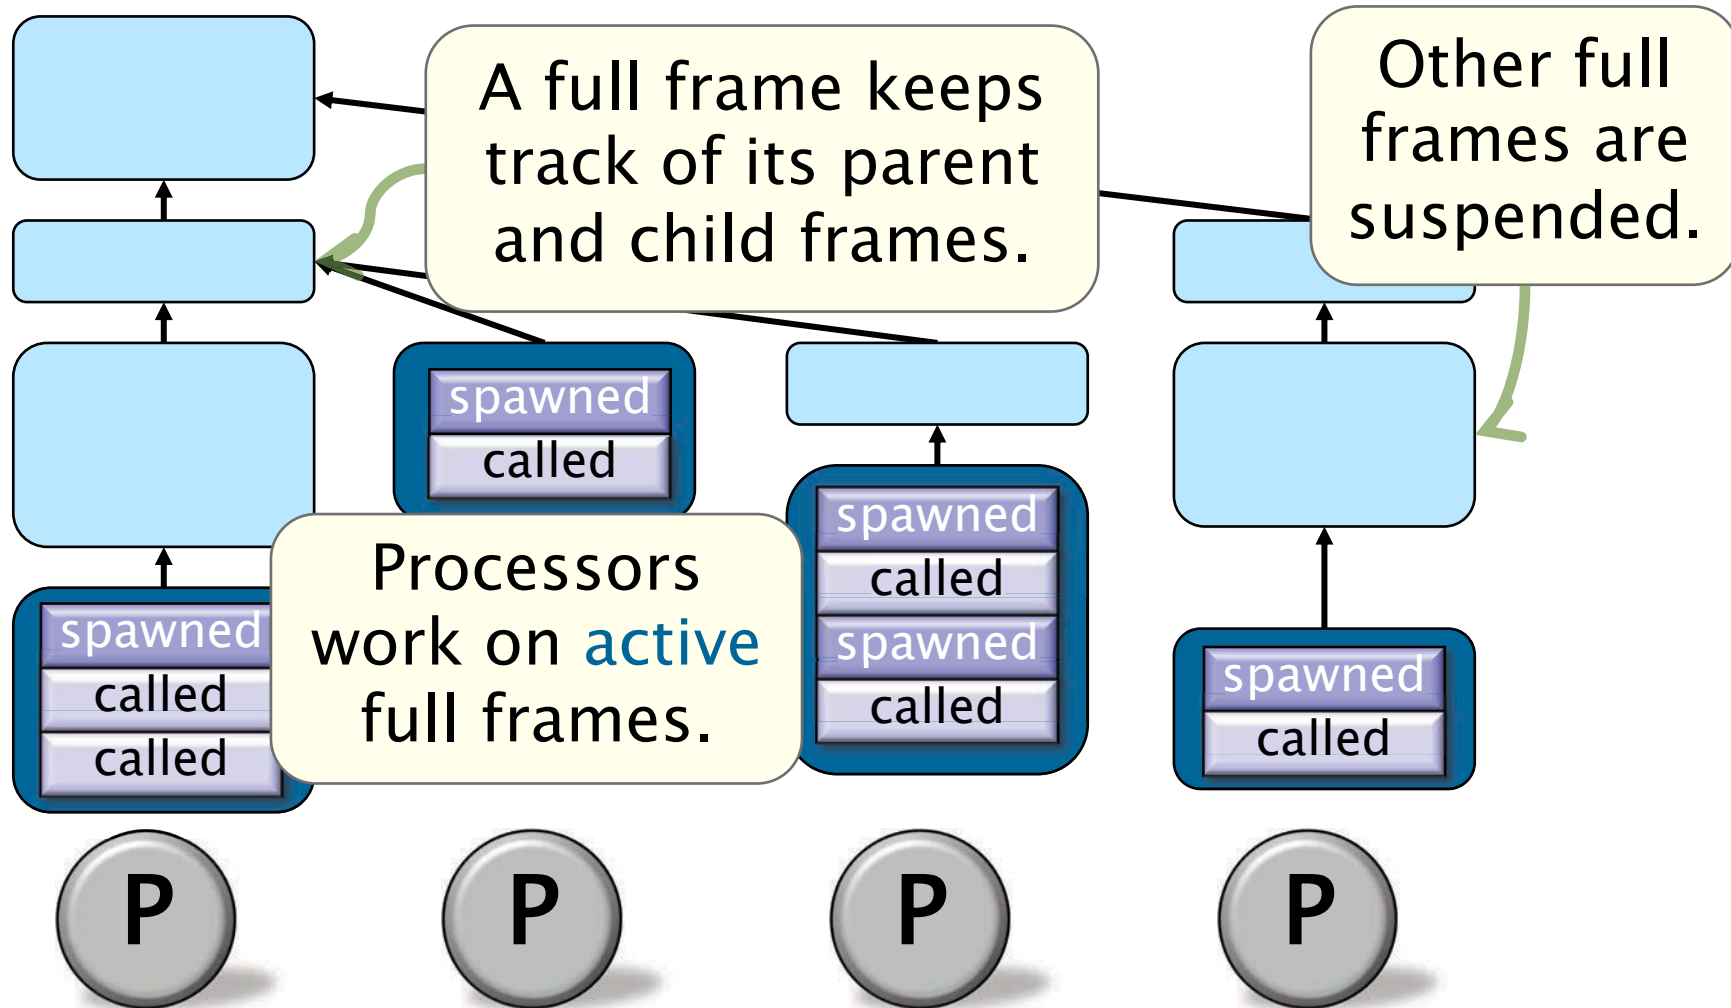 A full frame keeps
track of its parent
and child frames.
Other full
frames are
suspended.
spawned
called
spawned
called
spawned
called
Processors
work on active
full frames.
spawned
called
called
spawned
called
P
P
P
P